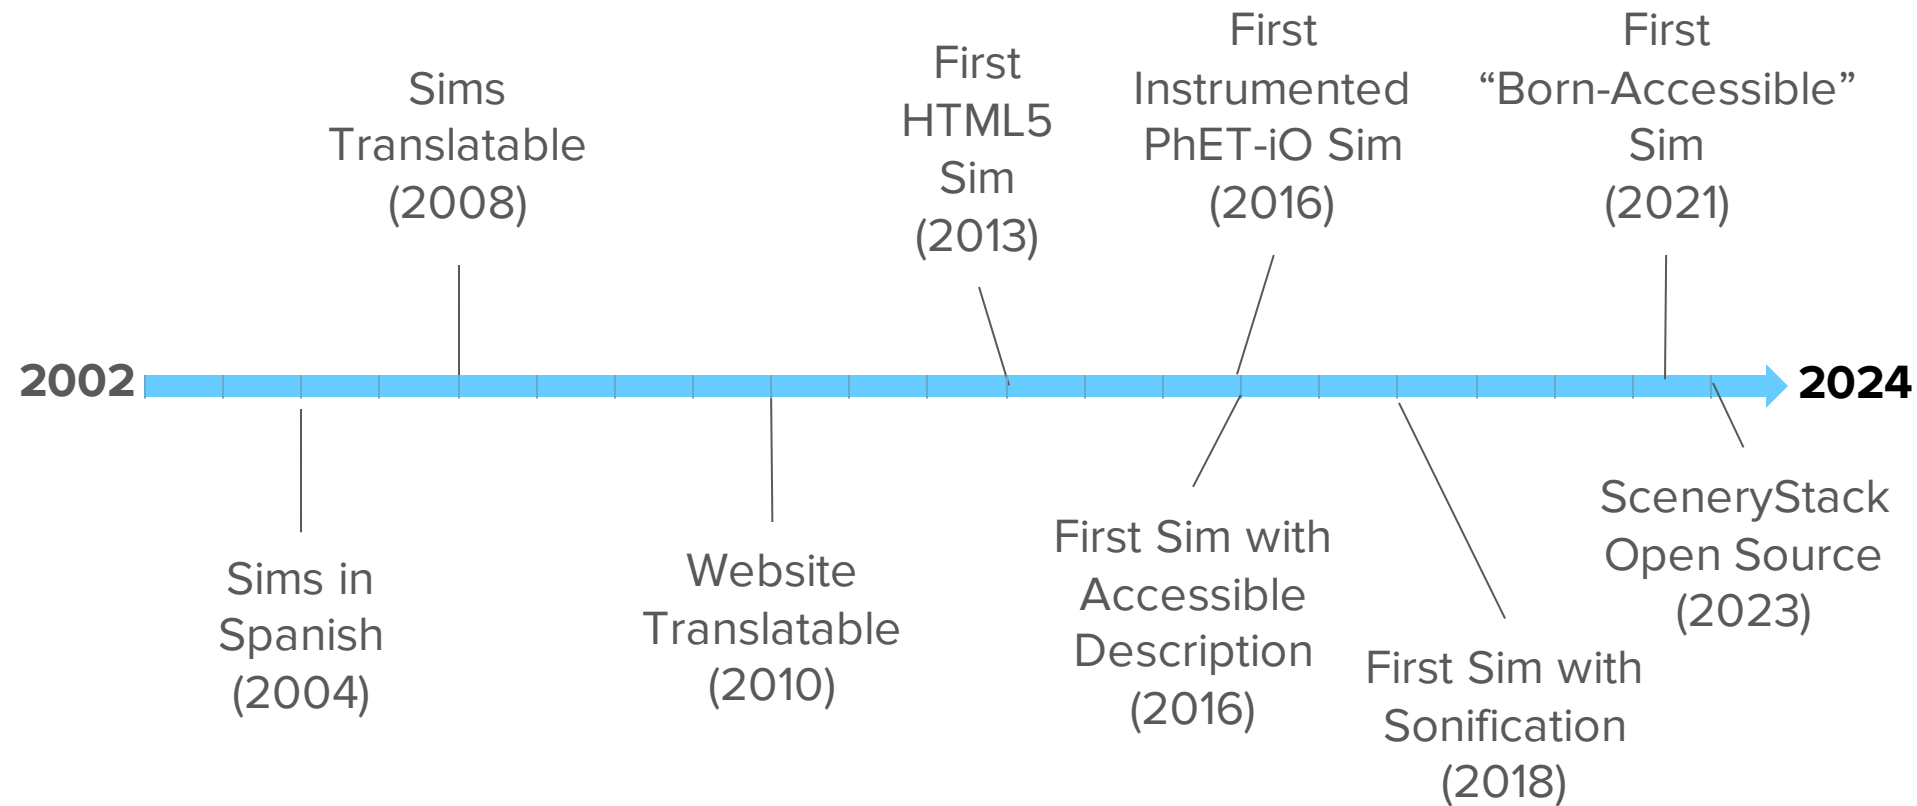 2002
Sims in
Spanish
(2004)
Sims
Translatable
(2008)
Website
Translatable
(2010)
First
HTML5
Sim
(2013)
First
Instrumented
PhET-iO Sim
(2016)
First Sim with
Accessible
Description
(2016)
First Sim with
Sonification
(2018)
First
“Born-Accessible”
Sim
(2021)
SceneryStack
Open Source
(2023)
2024